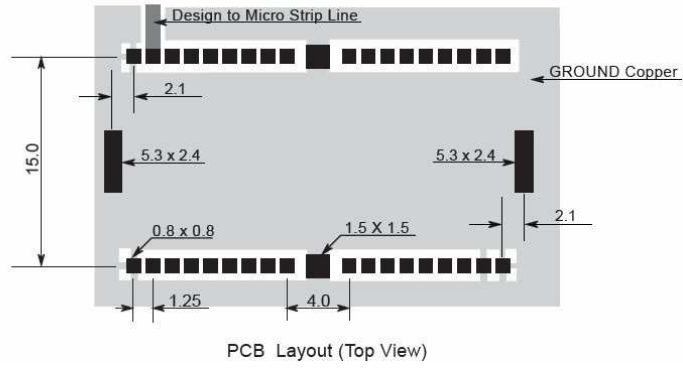 Design to Micro Strip Line
GROUND Copper
2.1
15.0
5.3 x 2.4
5.3 x 2.4
2.1
0.8 x 0.8
1.5 X 1.5
1.25
4.0
PCB Layout (Top View)